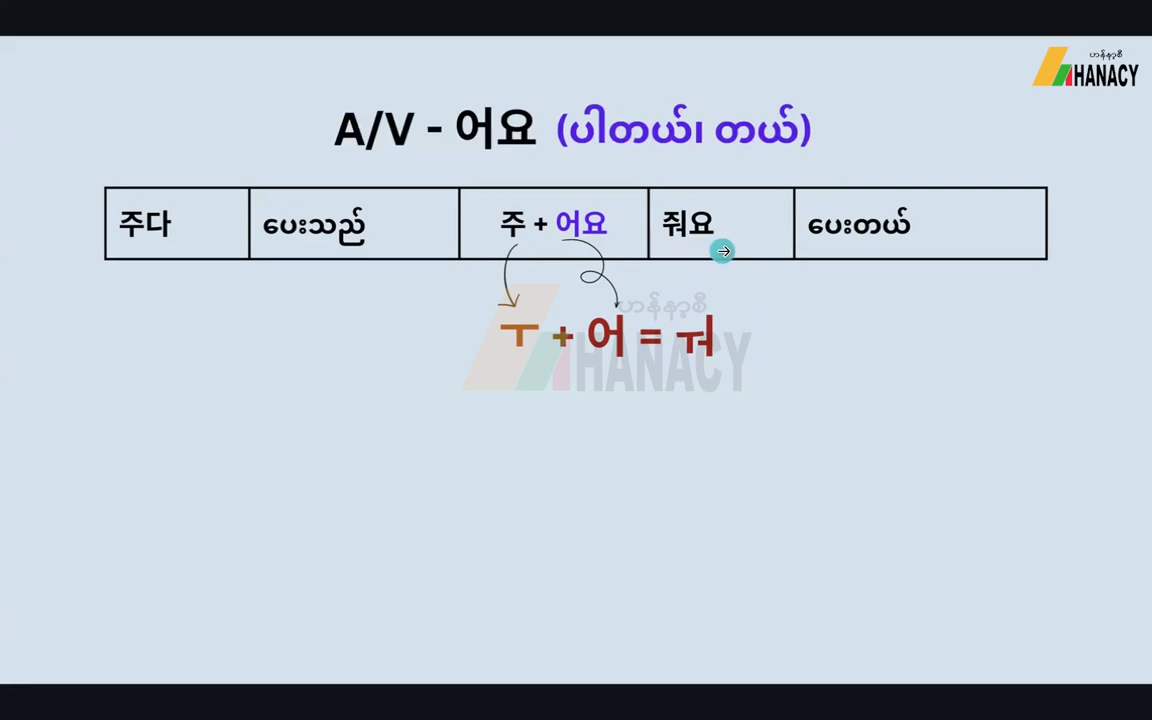 ဟန်နာ့စီ
HANACY
A/V - 어요 (ပါတယ်၊ တယ်)
주다 ပေးသည် 주 + 어요 줘요 ပေးတယ်
ဟန်နာ့စီ
ㅜ + 어 = ㅝ
HANACY